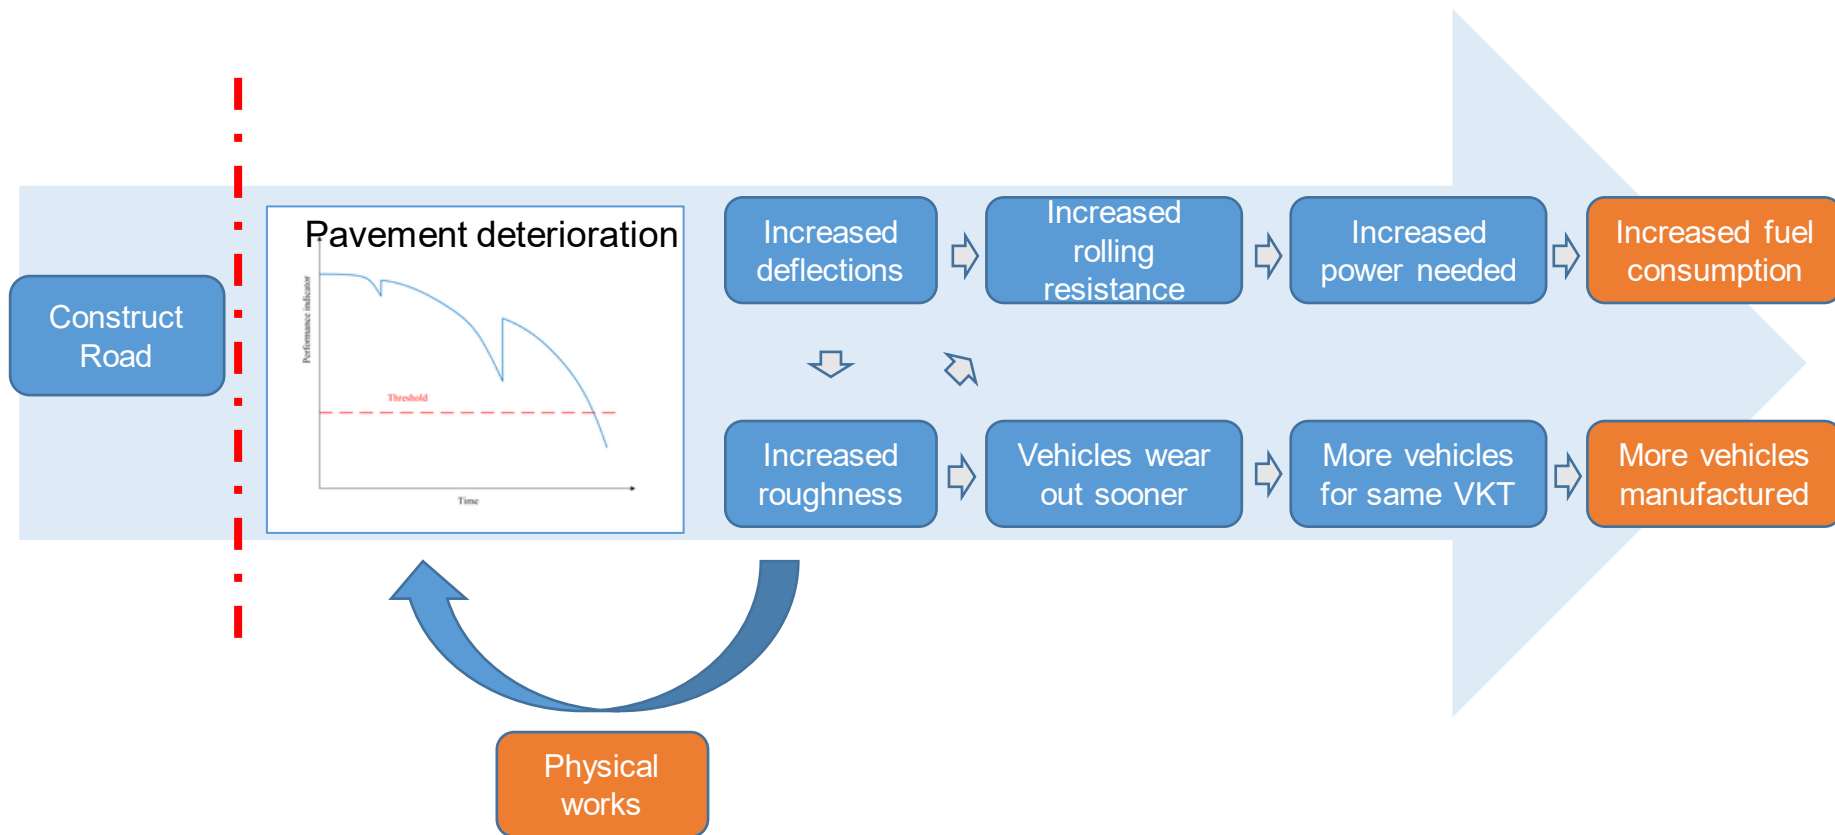 Construct
Road
Pavement deterioration
Performance indicator
Threshold
Time
Increased
deflections
Increased
rolling
resistance
Increased
power needed
Increased fuel
consumption
Increased
roughness
Vehicles wear
out sooner
More vehicles
for same VKT
More vehicles
manufactured
Physical
works